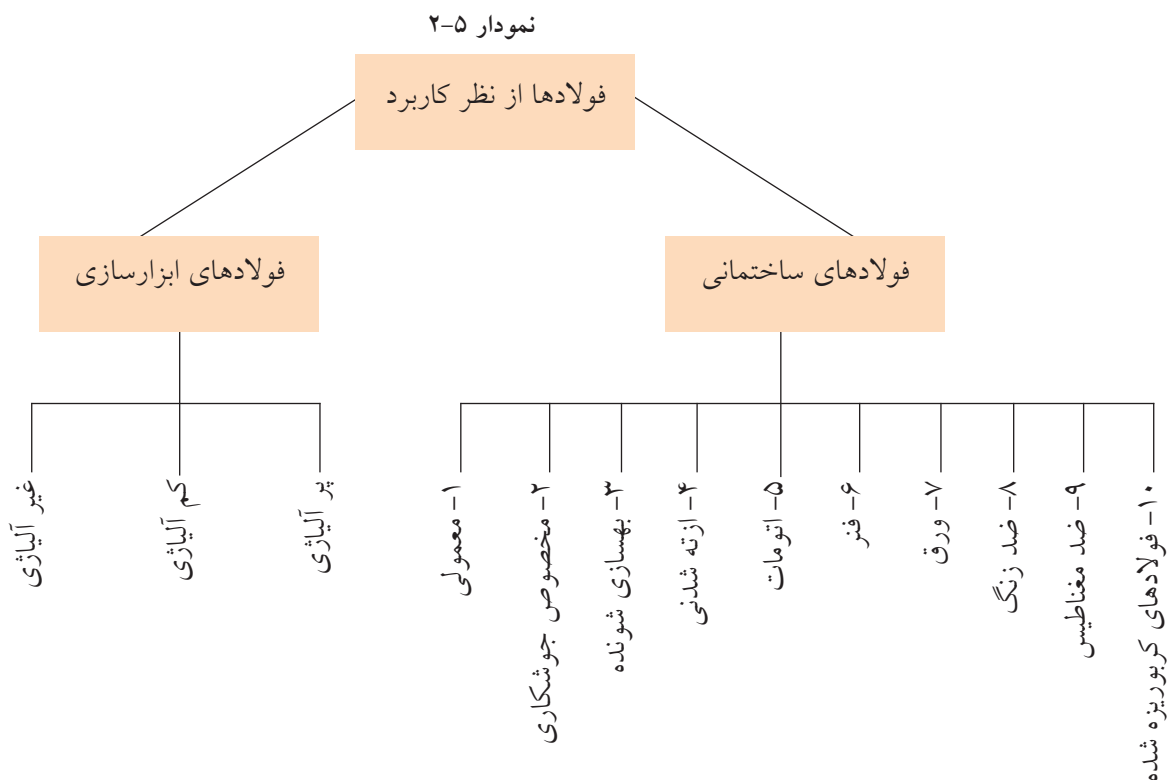 نمودار ۵-۲
فولادها از نظر کاربرد
فولادهای ساختمانی
فولادهای ابزارسازی
۱- معمولی
۲- مخصوص جوشکاری
۳- بهسازی شونده
۴- ازته شدنی
۵- اتومات
۶- فنر
۷- ورق
۸- ضد زنگ
۹- ضد مغناطیس
۱۰- فولادهای کربوریزه شده
پر آلیاژی
کم آلیاژی
غیر آلیاژی